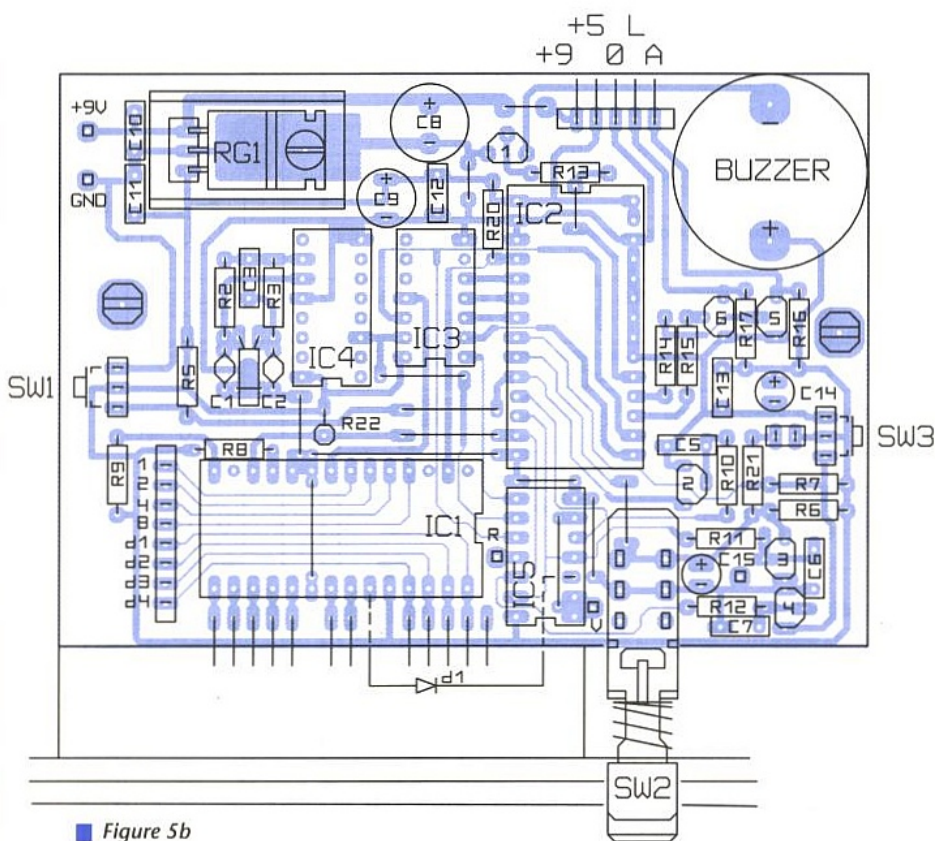 +5 L
+9 0 A
+9V
GND
C10
C11
RG1
+
C8
-
+
C9
-
C12
1
R13
R20
IC2
-
BUZZER
+
R2
C3
R3
IC4
IC3
6
R17
5
R16
R14
R15
C13
+
C14
SW1
R5
C1
C2
R22
SW3
R9
R8
C5
2
R10
R21
R7
R6
1
2
4
8
d1
d2
d3
d4
IC1
R
IC5
V
R11
+
C15
3
C6
R12
4
C7
d1
SW2
Figure 5b